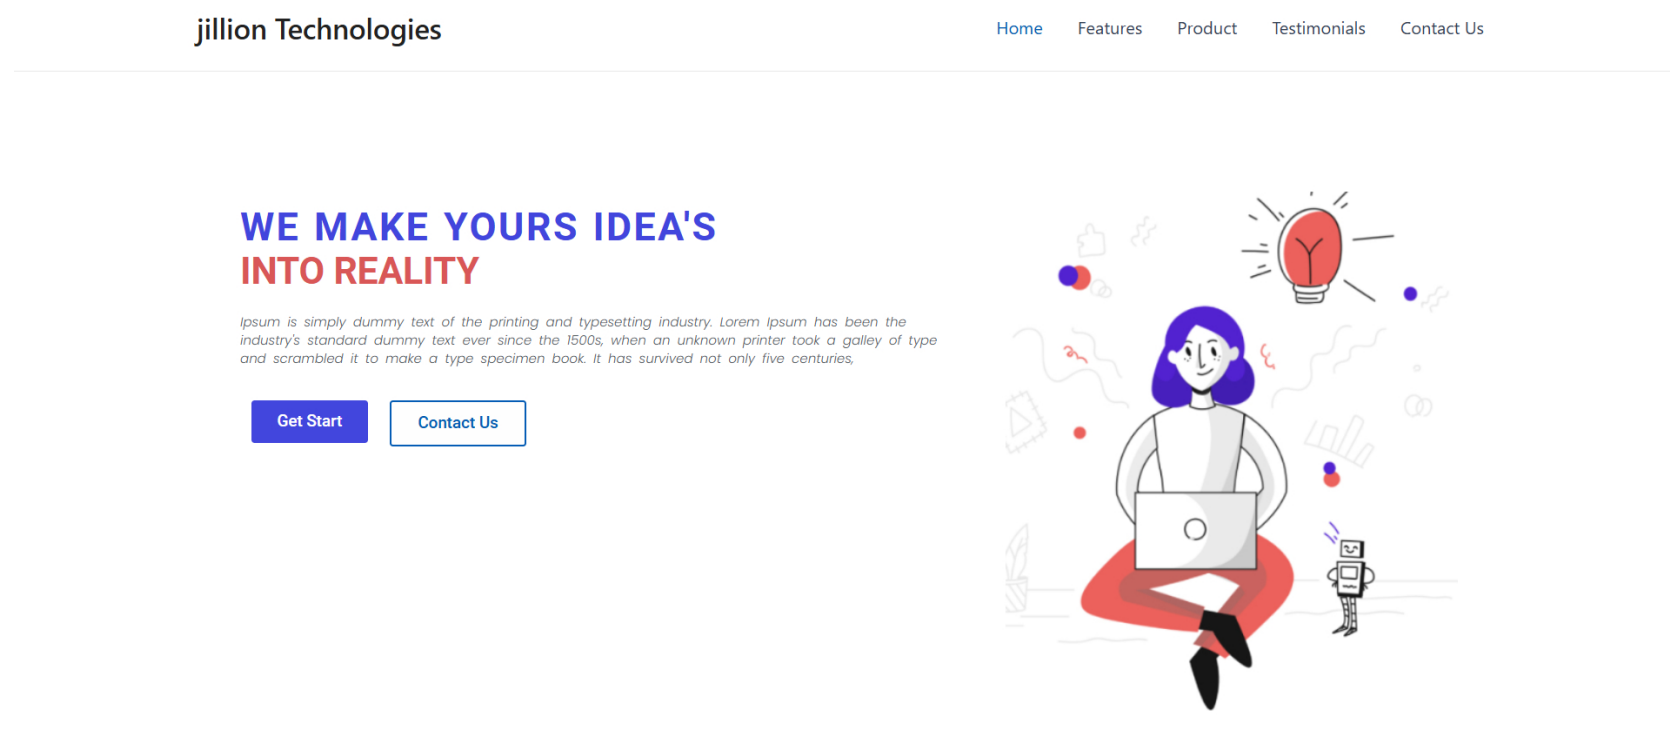 jillion Technologies
Home Features Product Testimonials Contact Us
WE MAKE YOURS IDEA'S
INTO REALITY
Ipsum is simply dummy text of the printing and typesetting industry. Lorem Ipsum has been the
industry's standard dummy text ever since the 1500s, when an unknown printer took a galley of type
and scrambled it to make a type specimen book. It has survived not only five centuries,
Get Start Contact Us